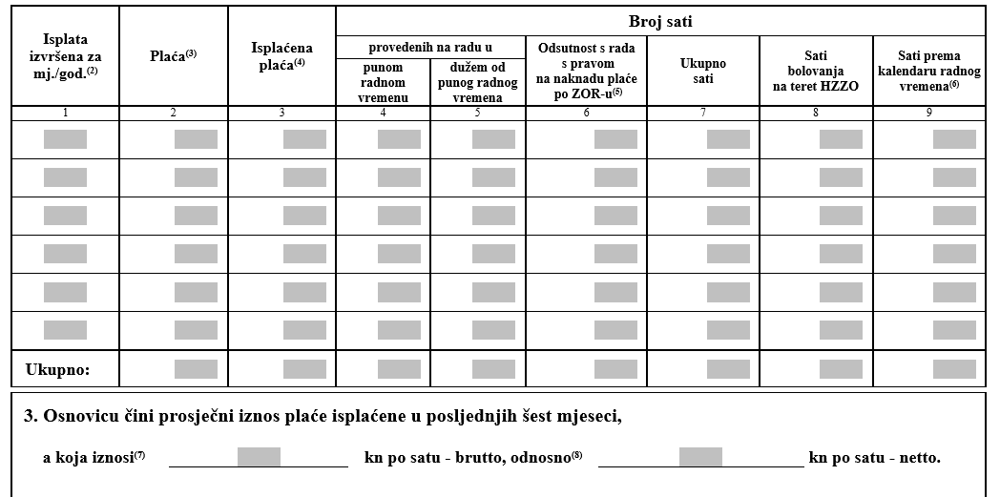 Broj sati
Isplata
izvršena za
mj./god.(2)
Plaća(3)
Isplaćena
plaća(4)
provedenih na radu u
punom
radnom
vremenu
dužem od
punog radnog
vremena
Odsutnost s rada
s pravom
na naknadu plaće
po ZOR-u(5)
Ukupno
sati
Sati
bolovanja
na teret HZZO
Sati prema
kalendaru radnog
vremena(6)
1 2 3 4 5 6 7 8 9
Ukupno:
3. Osnovicu čini prosječni iznos plaće isplaćene u posljednjih šest mjeseci,
a koja iznosi(7) kn po satu - brutto, odnosno(8) kn po satu - netto.